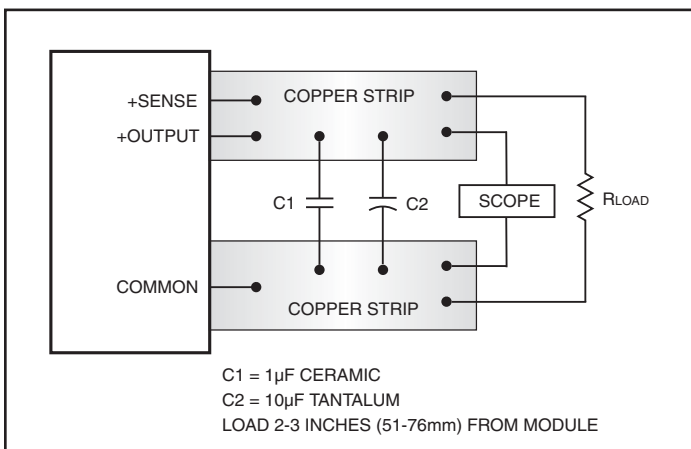 +SENSE
COPPER STRIP
+OUTPUT
C1
C2
SCOPE
RLOAD
COMMON
COPPER STRIP
C1 = 1µF CERAMIC
C2 = 10µF TANTALUM
LOAD 2-3 INCHES (51-76mm) FROM MODULE